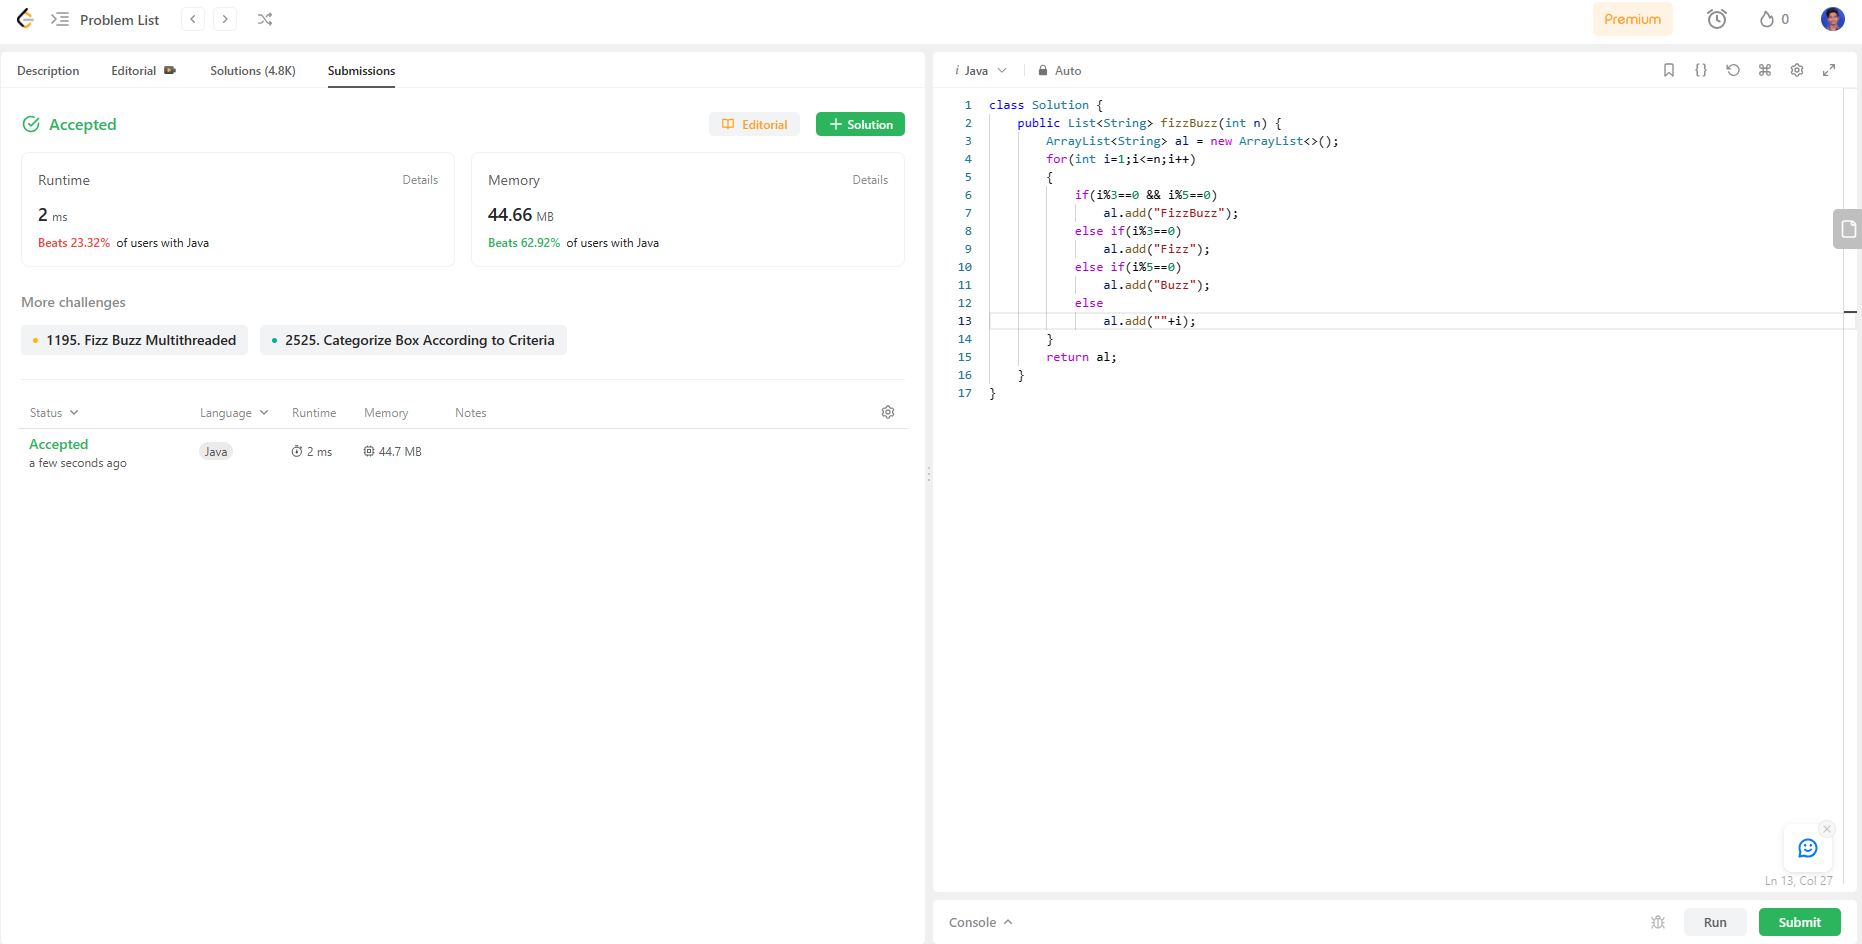 Problem List
Premium
0
Description Editorial Solutions (4.8K) Submissions
Accepted
Editorial
Solution
Runtime Details
2 ms
Beats 23.32% of users with Java
Memory Details
44.66 MB
Beats 62.92% of users with Java
More challenges
1195. Fizz Buzz Multithreaded
2525. Categorize Box According to Criteria
Status Language Runtime Memory Notes
Accepted
a few seconds ago
Java
2 ms
44.7 MB
i Java Auto
1 class Solution {
2 public List<String> fizzBuzz(int n) {
3 ArrayList<String> al = new ArrayList<>();
4 for(int i=1;i<=n;i++)
5 {
6 if(i%3==0 && i%5==0)
7 al.add("FizzBuzz");
8 else if(i%3==0)
9 al.add("Fizz");
10 else if(i%5==0)
11 al.add("Buzz");
12 else
13 al.add(""+i);
14 }
15 return al;
16 }
17 }
Ln 13, Col 27
Console
Run
Submit